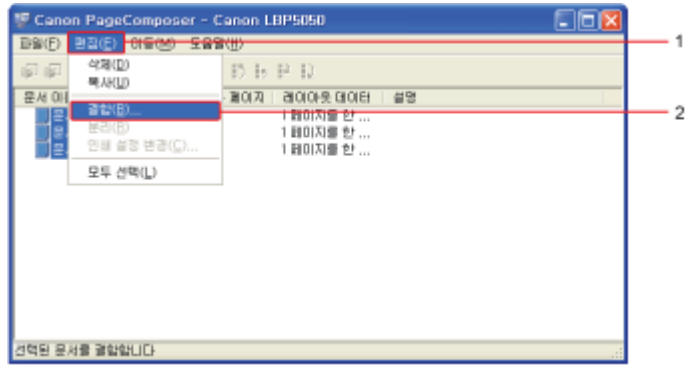 Canon PageComposer - Canon LBP5050
파일(F) 편집(E) 이동(M) 도움말(H)
1
삭제(D)
복사(U)
문서 이 페이지 레이아웃 데이터 설명
결합(B)...
2
분리(B)
인쇄 설정 변경(C)...
모두 선택(L)
1 페이지를 한 ...
1 페이지를 한 ...
1 페이지를 한 ...
선택된 문서를 결합합니다